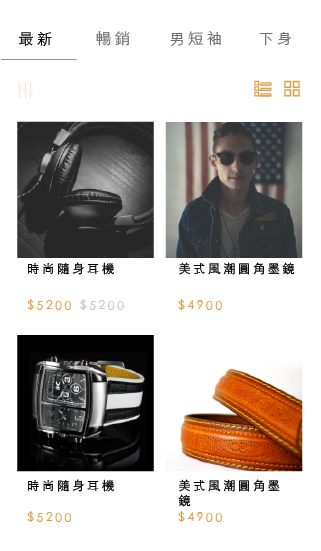 最新 暢銷 男短袖 下身
時尚隨身耳機 美式風潮圓角墨鏡
$5200 $5200 $4900
時尚隨身耳機 美式風潮圓角墨
鏡
$5200 $4900